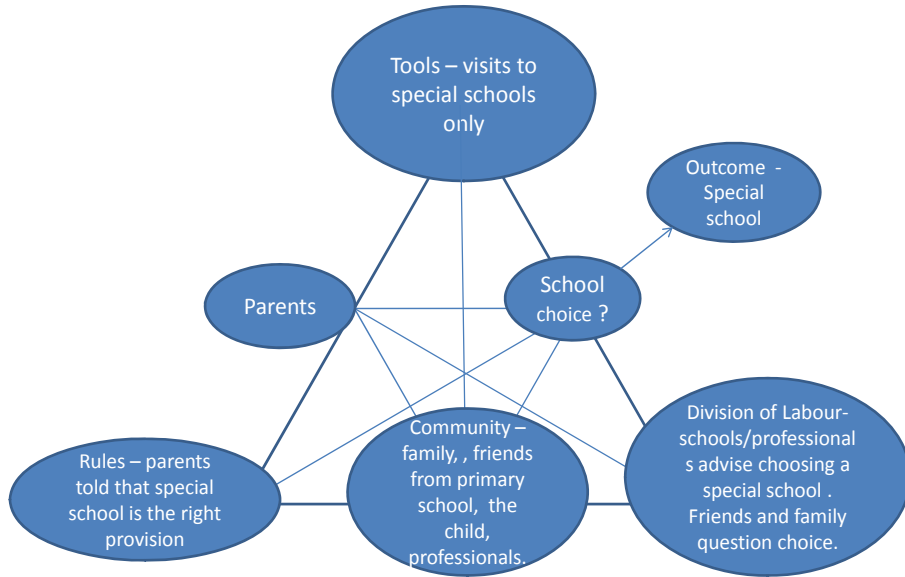 Tools – visits to
special schools
only
Outcome -
Special
school
Parents
School
choice ?
Rules – parents
told that special
school is the right
provision
Community –
family, , friends
from primary
school, the
child,
professionals.
Division of Labour-
schools/professional
s advise choosing a
special school .
Friends and family
question choice.